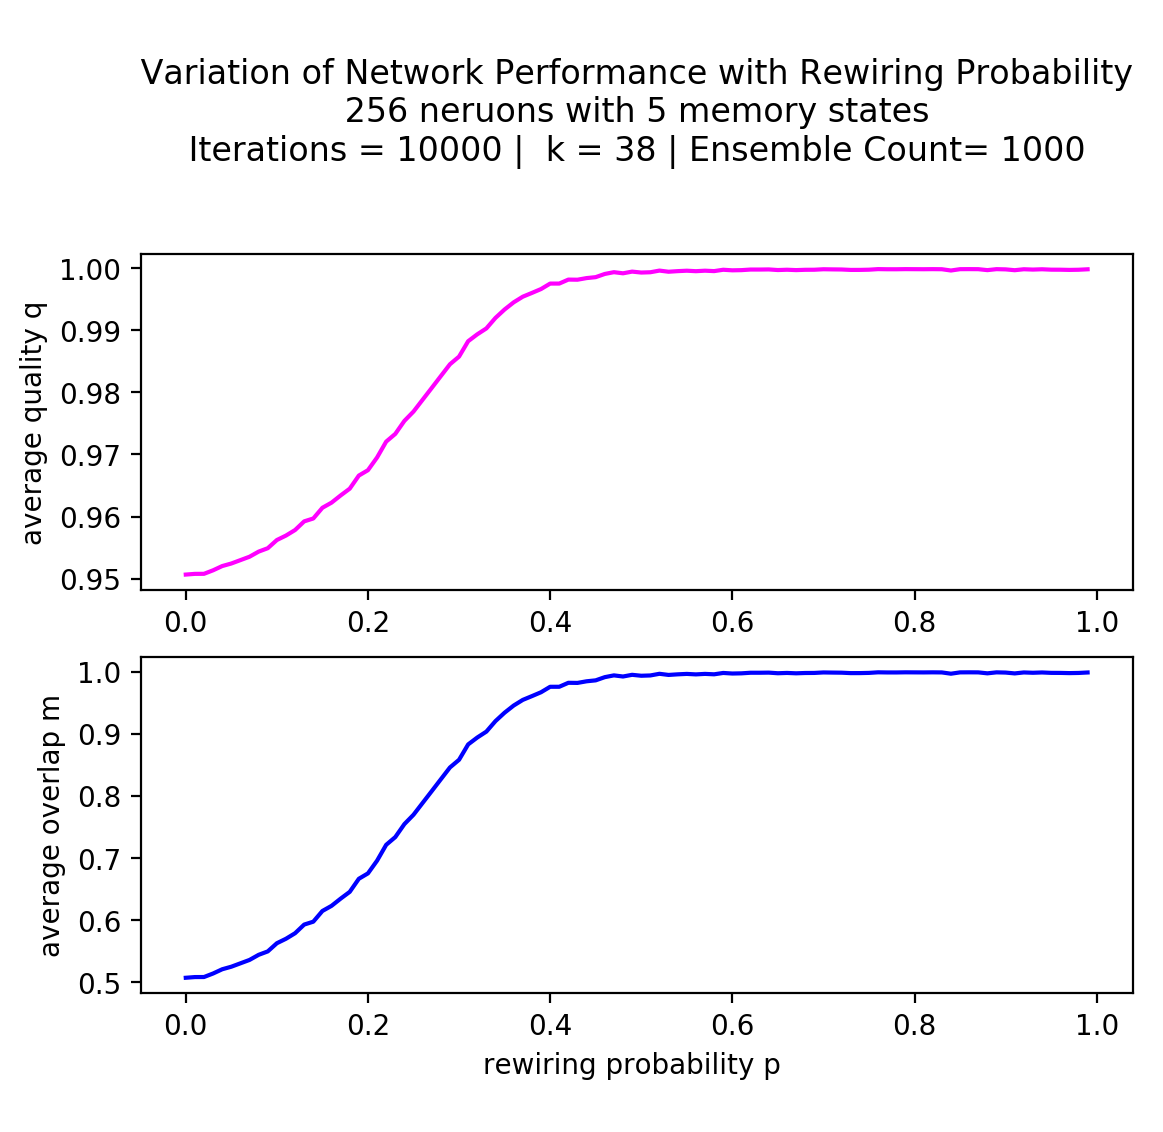 Variation of Network Performance with Rewiring Probability
256 neruons with 5 memory states
Iterations = 10000 |  k = 38 | Ensemble Count= 1000
average quality q
1.00
0.99
0.98
0.97
0.96
0.95
0.0 0.2 0.4 0.6 0.8 1.0
average overlap m
1.0
0.9
0.8
0.7
0.6
0.5
0.0 0.2 0.4 0.6 0.8 1.0
rewiring probability p